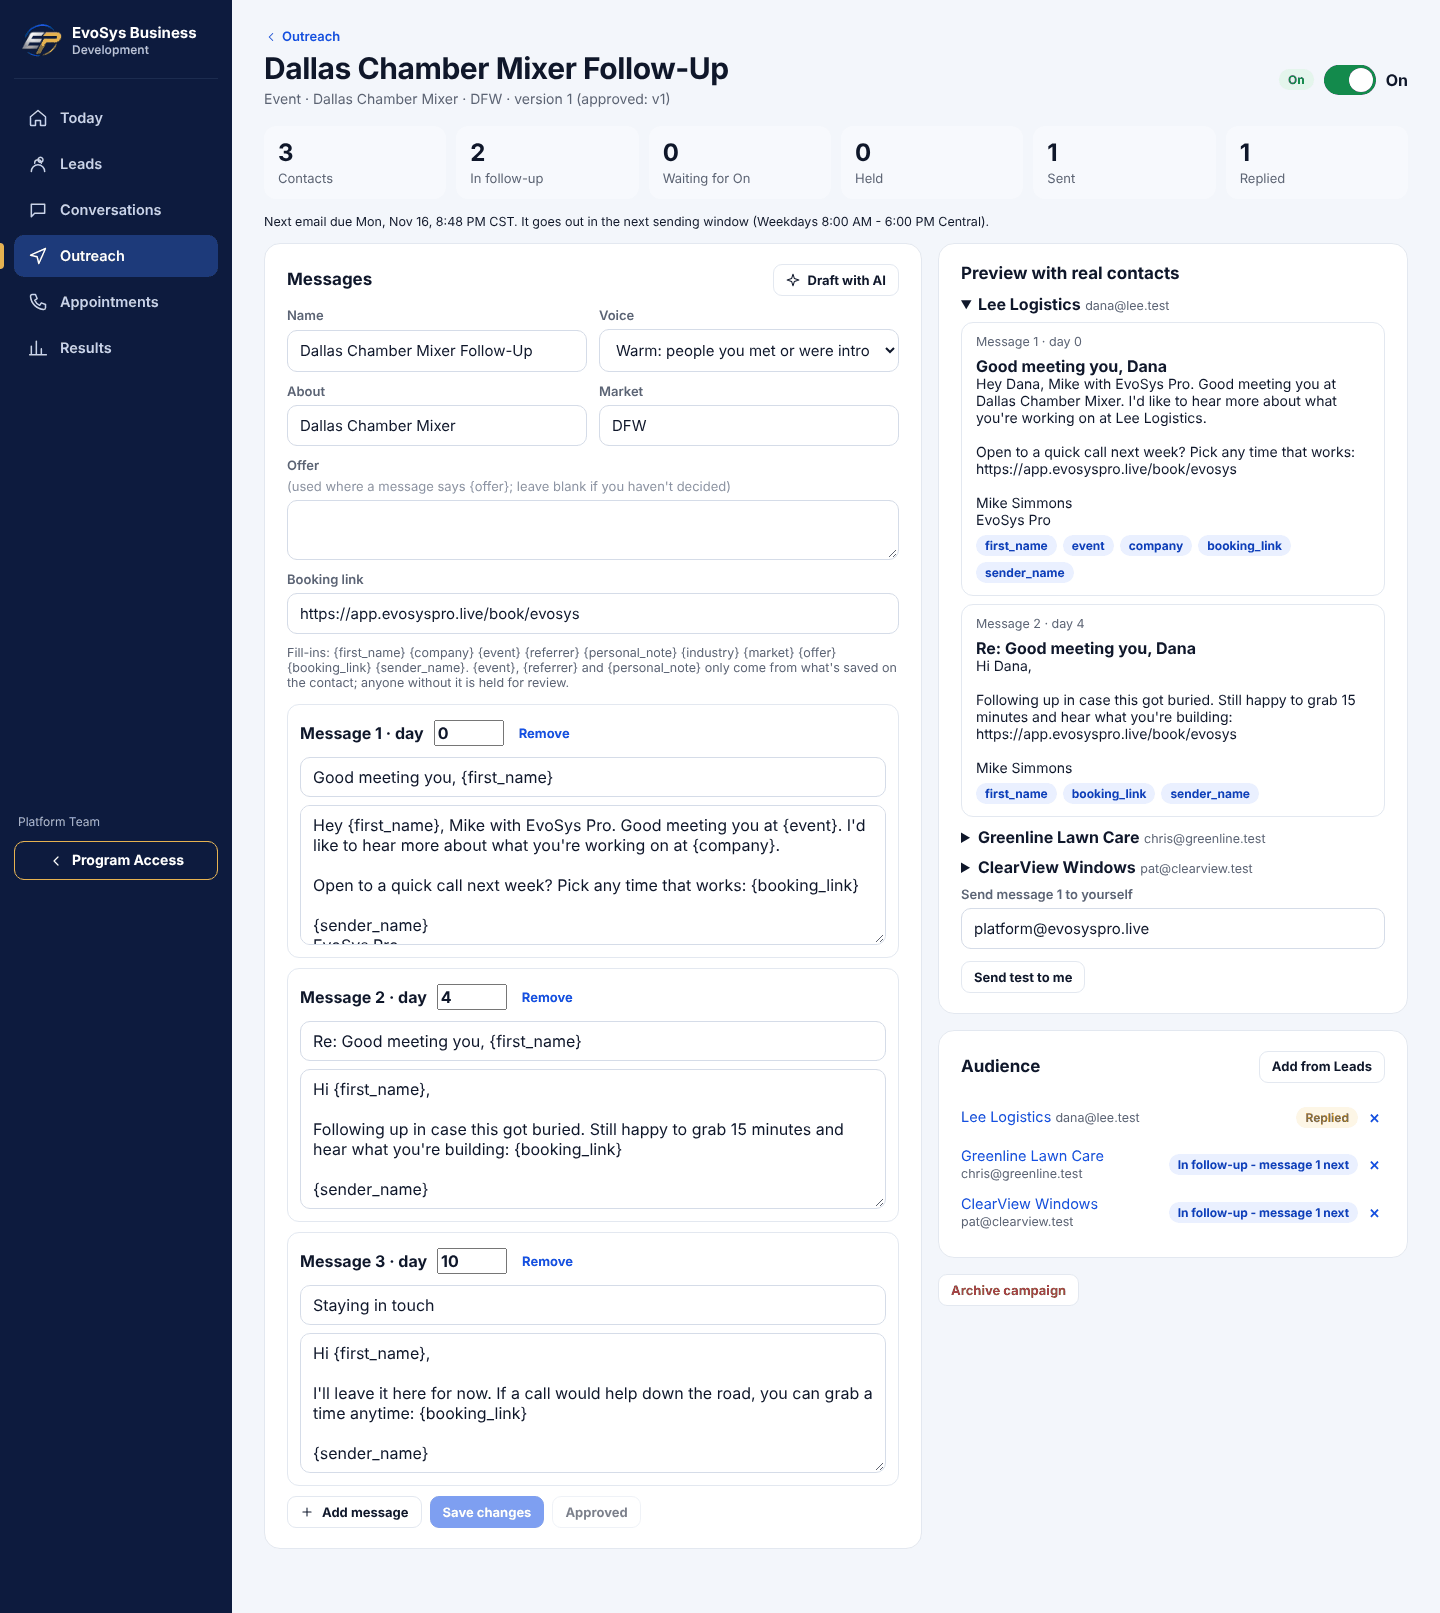 EvoSys Business
Development
Today
Leads
Conversations
Outreach
Appointments
Results
Platform Team
Program Access
Outreach
Dallas Chamber Mixer Follow-Up
Event · Dallas Chamber Mixer · DFW · version 1 (approved: v1)
On
On
3
Contacts
2
In follow-up
0
Waiting for On
0
Held
1
Sent
1
Replied
Next email due Mon, Nov 16, 8:48 PM CST. It goes out in the next sending window (Weekdays 8:00 AM - 6:00 PM Central).
Messages
Draft with AI
Name
Voice
Dallas Chamber Mixer Follow-Up
Warm: people you met or were intro
About
Market
Dallas Chamber Mixer
DFW
Offer
(used where a message says {offer}; leave blank if you haven't decided)
Booking link
https://app.evosyspro.live/book/evosys
Fill-ins: {first_name} {company} {event} {referrer} {personal_note} {industry} {market} {offer}
{booking_link} {sender_name}. {event}, {referrer} and {personal_note} only come from what's saved on
the contact; anyone without it is held for review.
Message 1 · day 0 Remove
Good meeting you, {first_name}
Hey {first_name}, Mike with EvoSys Pro. Good meeting you at {event}. I'd
like to hear more about what you're working on at {company}.
Open to a quick call next week? Pick any time that works: {booking_link}
{sender_name}
EvoSys Pro
Message 2 · day 4 Remove
Re: Good meeting you, {first_name}
Hi {first_name},
Following up in case this got buried. Still happy to grab 15 minutes and
hear what you're building: {booking_link}
{sender_name}
Message 3 · day 10 Remove
Staying in touch
Hi {first_name},
I'll leave it here for now. If a call would help down the road, you can grab a
time anytime: {booking_link}
{sender_name}
Add message
Save changes
Approved
Preview with real contacts
Lee Logistics dana@lee.test
Message 1 · day 0
Good meeting you, Dana
Hey Dana, Mike with EvoSys Pro. Good meeting you at
Dallas Chamber Mixer. I'd like to hear more about what
you're working on at Lee Logistics.
Open to a quick call next week? Pick any time that works:
https://app.evosyspro.live/book/evosys
Mike Simmons
EvoSys Pro
first_name event company booking_link
sender_name
Message 2 · day 4
Re: Good meeting you, Dana
Hi Dana,
Following up in case this got buried. Still happy to grab 15
minutes and hear what you're building:
https://app.evosyspro.live/book/evosys
Mike Simmons
first_name booking_link sender_name
Greenline Lawn Care chris@greenline.test
ClearView Windows pat@clearview.test
Send message 1 to yourself
platform@evosyspro.live
Send test to me
Audience
Add from Leads
Lee Logistics dana@lee.test
Replied
Greenline Lawn Care
chris@greenline.test
In follow-up - message 1 next
ClearView Windows
pat@clearview.test
In follow-up - message 1 next
Archive campaign